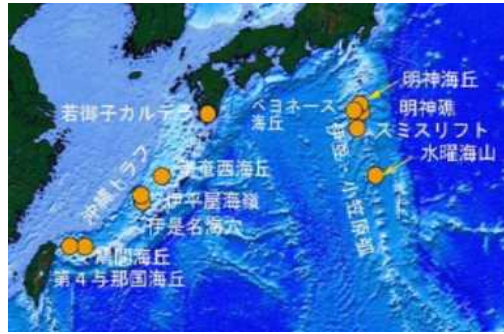 明神海丘
若御子カルデラ
ベヨネース
海丘
明神礁
スミスリフト
水曜海山
伊豆・小笠原弧
沖縄トラフ
竜西海丘
伊平屋海嶺
伊是名海穴
鳩間海丘
第4与那国海丘